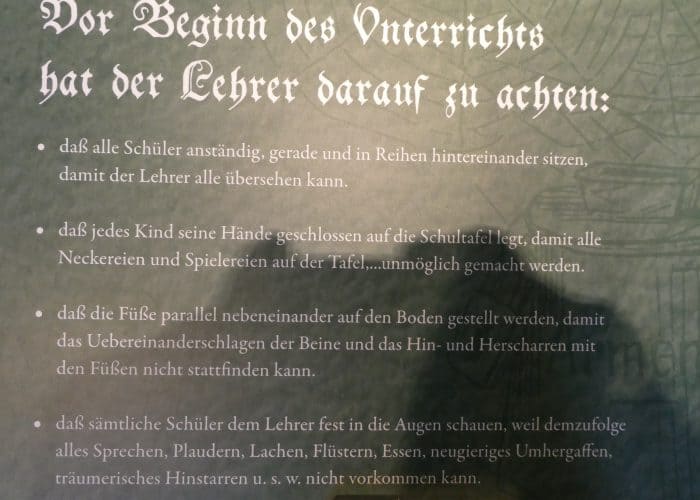 Vor Beginn des Unterrichts
hat der Lehrer darauf zu achten:
• daß alle Schüler anständig, gerade und in Reihen hintereinander sitzen,
damit der Lehrer alle übersehen kann.
• daß jedes Kind seine Hände geschlossen auf die Schultafel legt, damit alle
Neckereien und Spielereien auf der Tafel,...unmöglich gemacht werden.
• daß die Füße parallel nebeneinander auf den Boden gestellt werden, damit
das Uebereinanderschlagen der Beine und das Hin- und Herscharren mit
den Füßen nicht stattfinden kann.
• daß sämtliche Schüler dem Lehrer fest in die Augen schauen, weil demzufolge
alles Sprechen, Plaudern, Lachen, Flüstern, Essen, neugieriges Umhergaffen,
träumerisches Hinstarren u. s. w. nicht vorkommen kann.